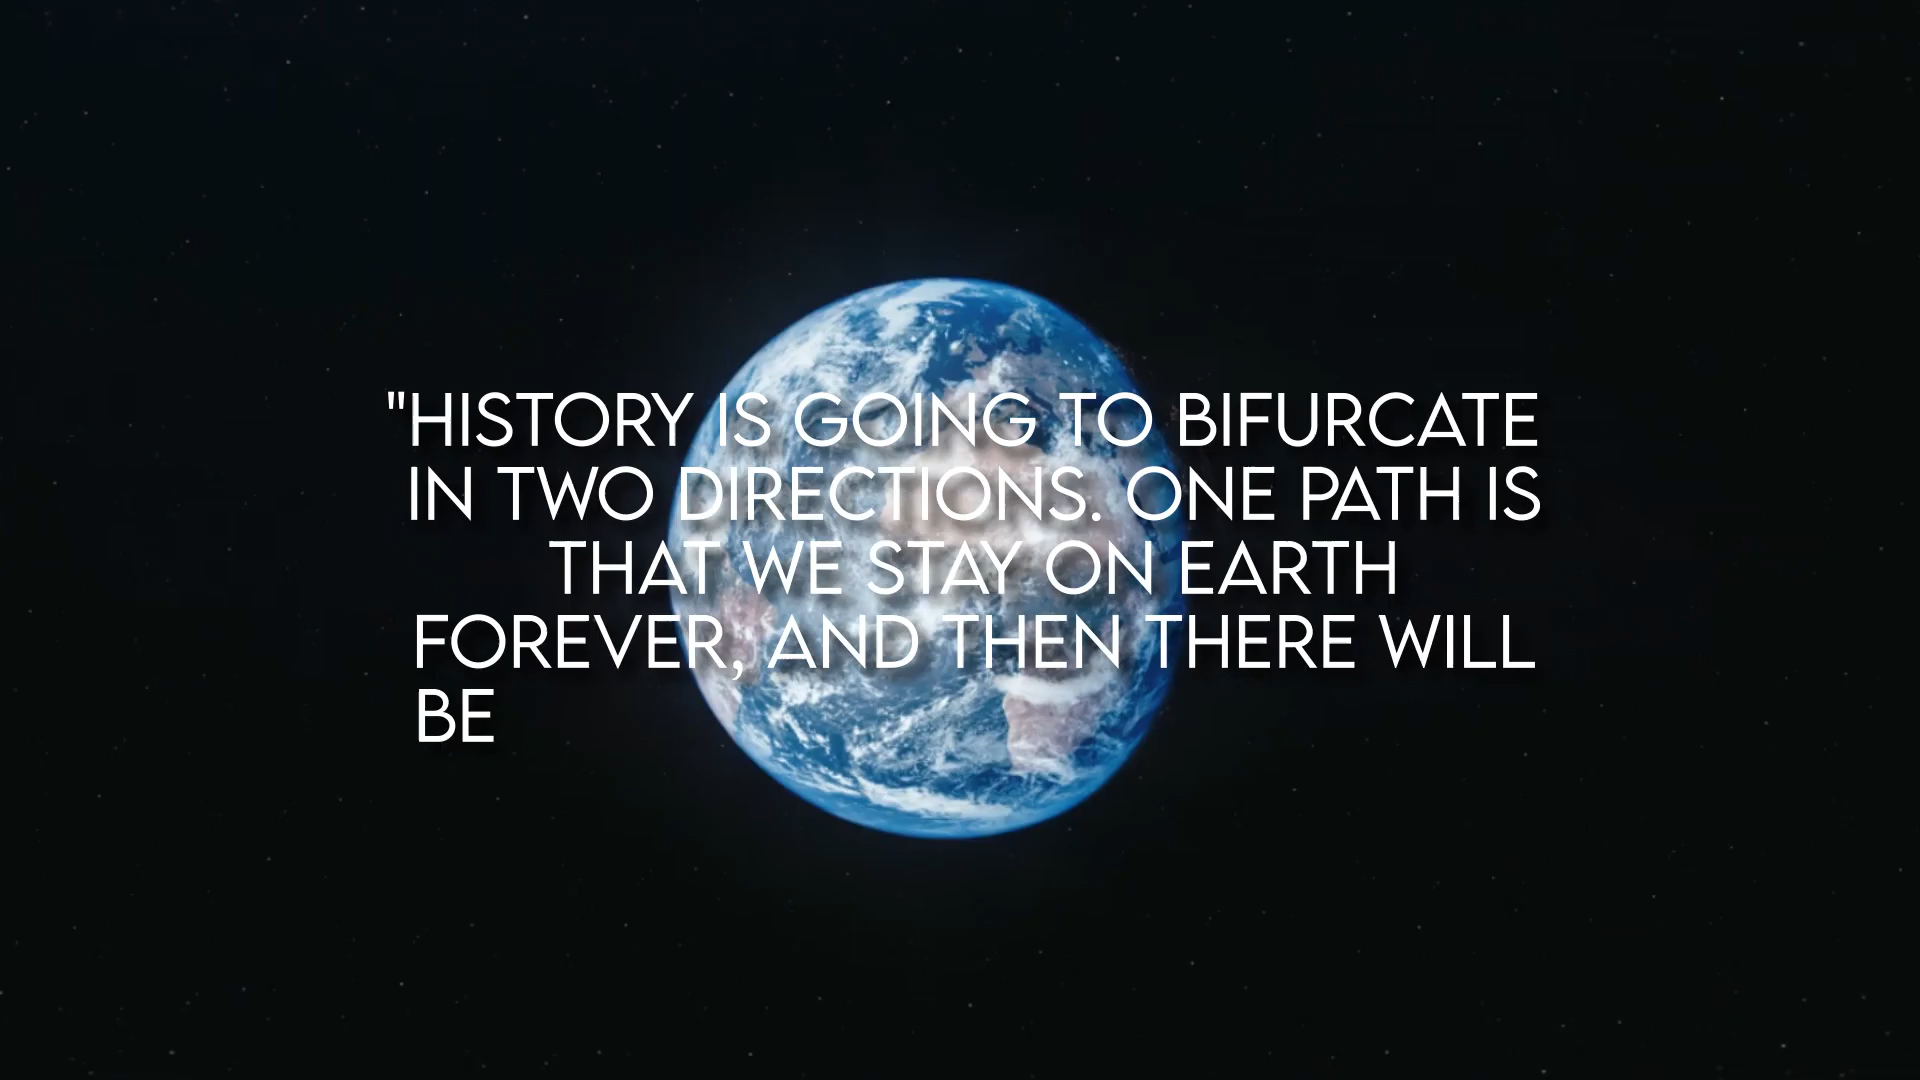 "HISTORY IS GOING TO BIFURCATE
IN TWO DIRECTIONS. ONE PATH IS
THAT WE STAY ON EARTH
FOREVER, AND THEN THERE WILL
BE